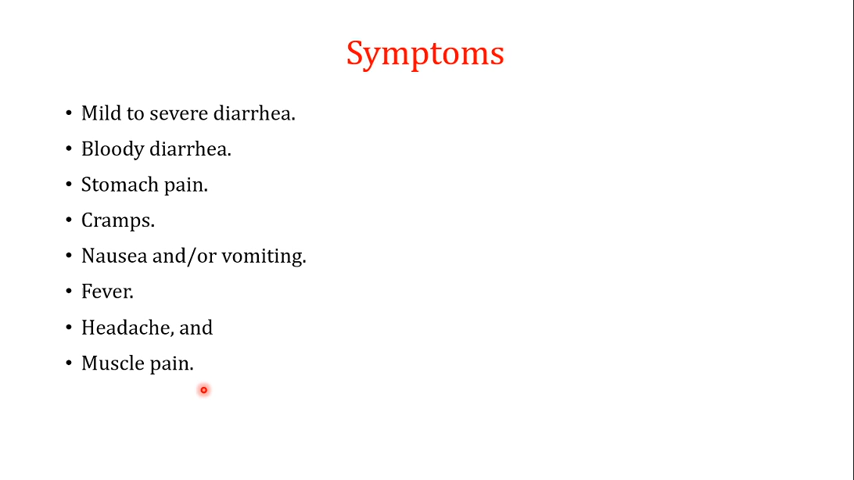 Symptoms
• Mild to severe diarrhea.
• Bloody diarrhea.
• Stomach pain.
• Cramps.
• Nausea and/or vomiting.
• Fever.
• Headache, and
• Muscle pain.